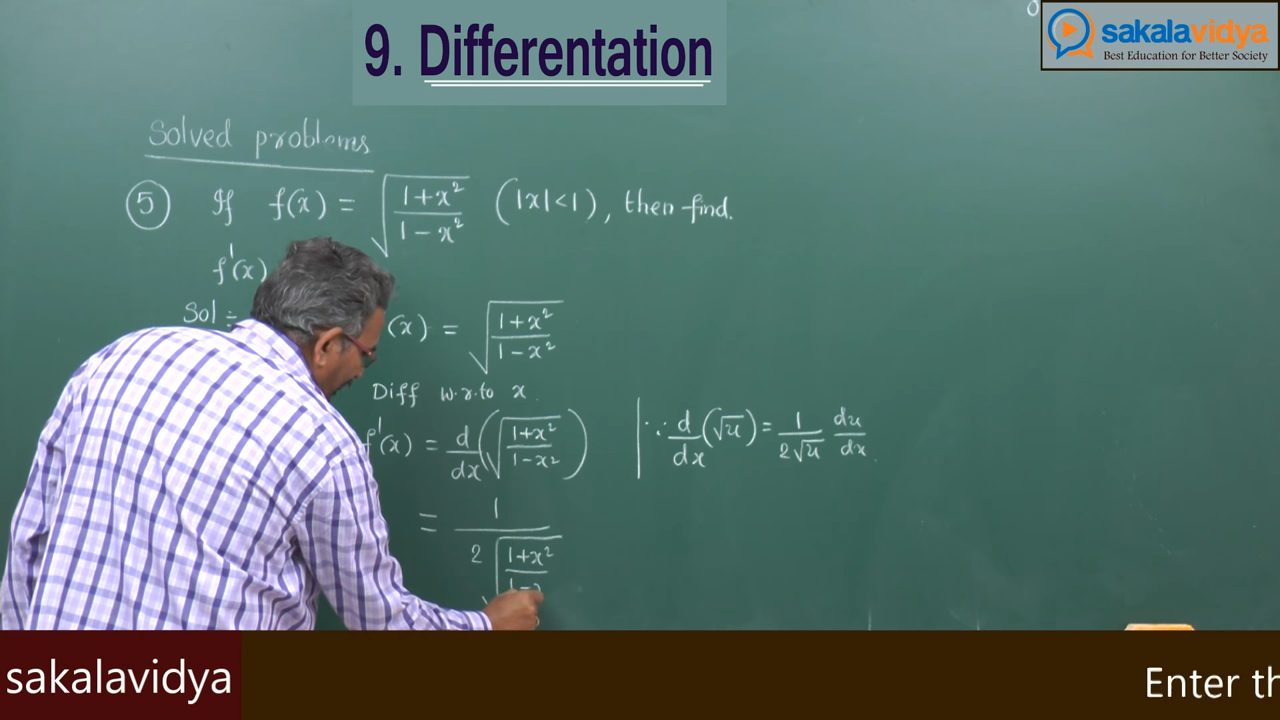 9. Differentation
sakalavidya
Best Education for Better Society
Solved problems
(5) If f(x) = √((1+x²)/(1-x²)) (|x|<1), then find.
f'(x)
Sol:- (x) = √((1+x²)/(1-x²))
Diff w.r.to x.
f'(x) = d/dx (√((1+x²)/(1-x²))) | ∵ d/dx (√u) = 1/(2√u) du/dx.
= 1/(2√((1+x²)/(1-
sakalavidya
Enter th